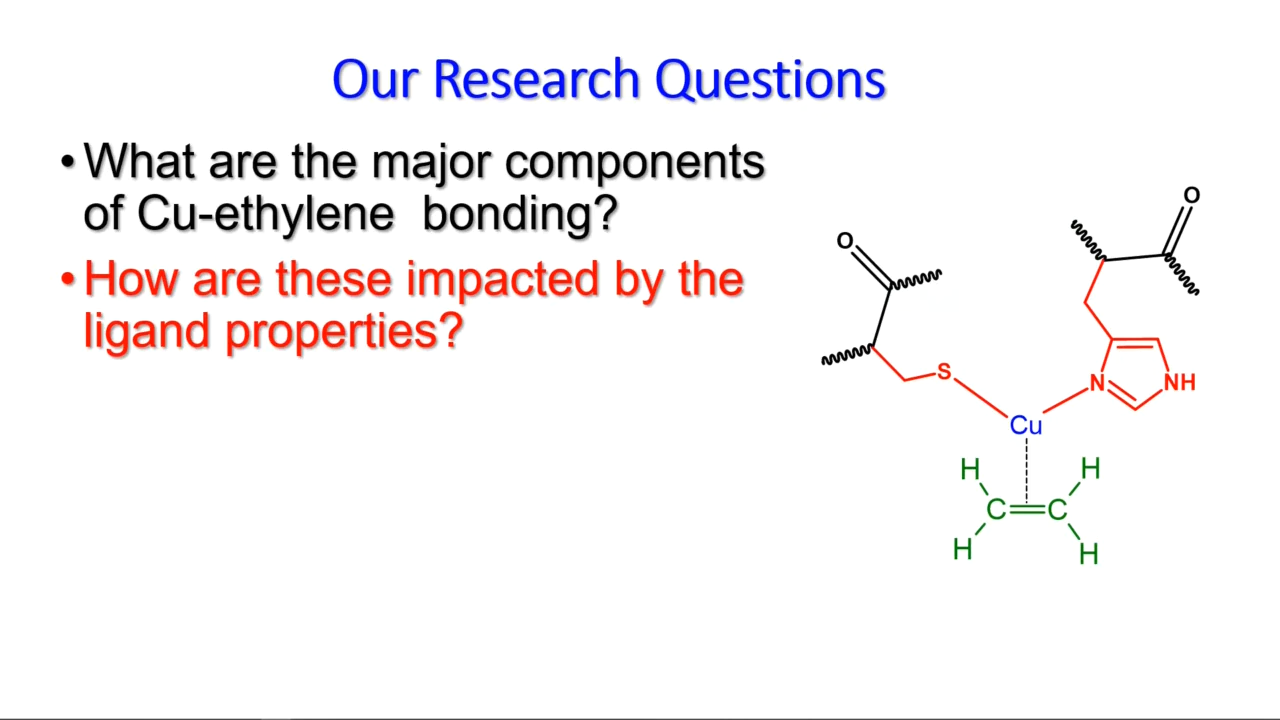 Our Research Questions
• What are the major components
of Cu-ethylene  bonding?
• How are these impacted by the
ligand properties?
O
O
S
N
NH
Cu
H
H
C
C
H
H